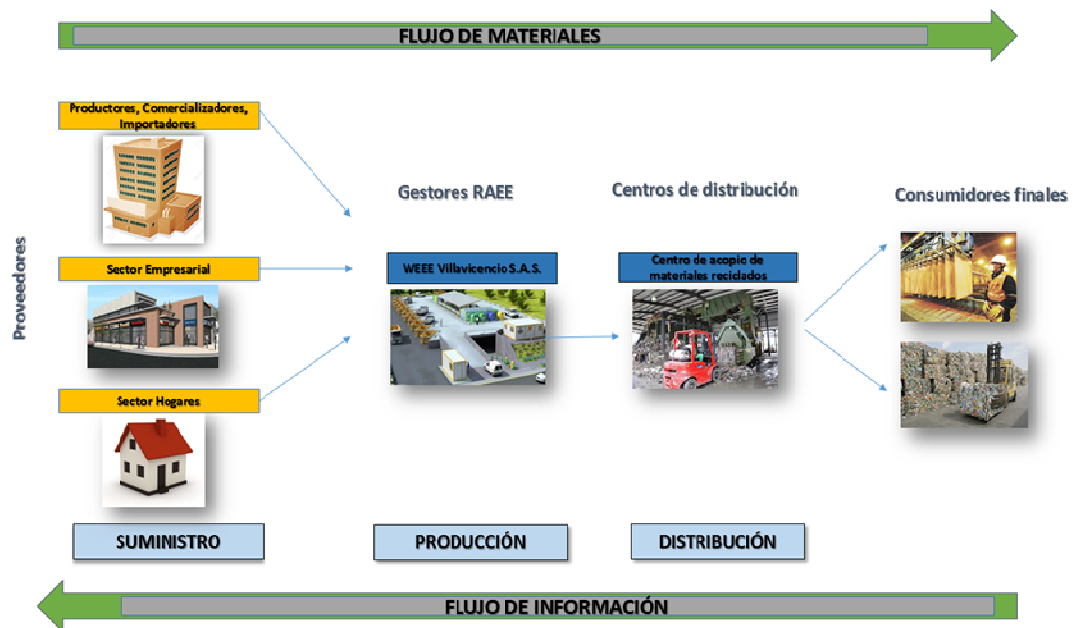 FLUJO DE MATERIALES
Productores, Comercializadores,
Importadores
Gestores RAEE
Centros de distribución
Consumidores finales
Proveedores
Sector Empresarial
WEEE Villavicencio S.A.S.
Centro de acopio de
materiales reciclados
Sector Hogares
SUMINISTRO
PRODUCCIÓN
DISTRIBUCIÓN
FLUJO DE INFORMACIÓN